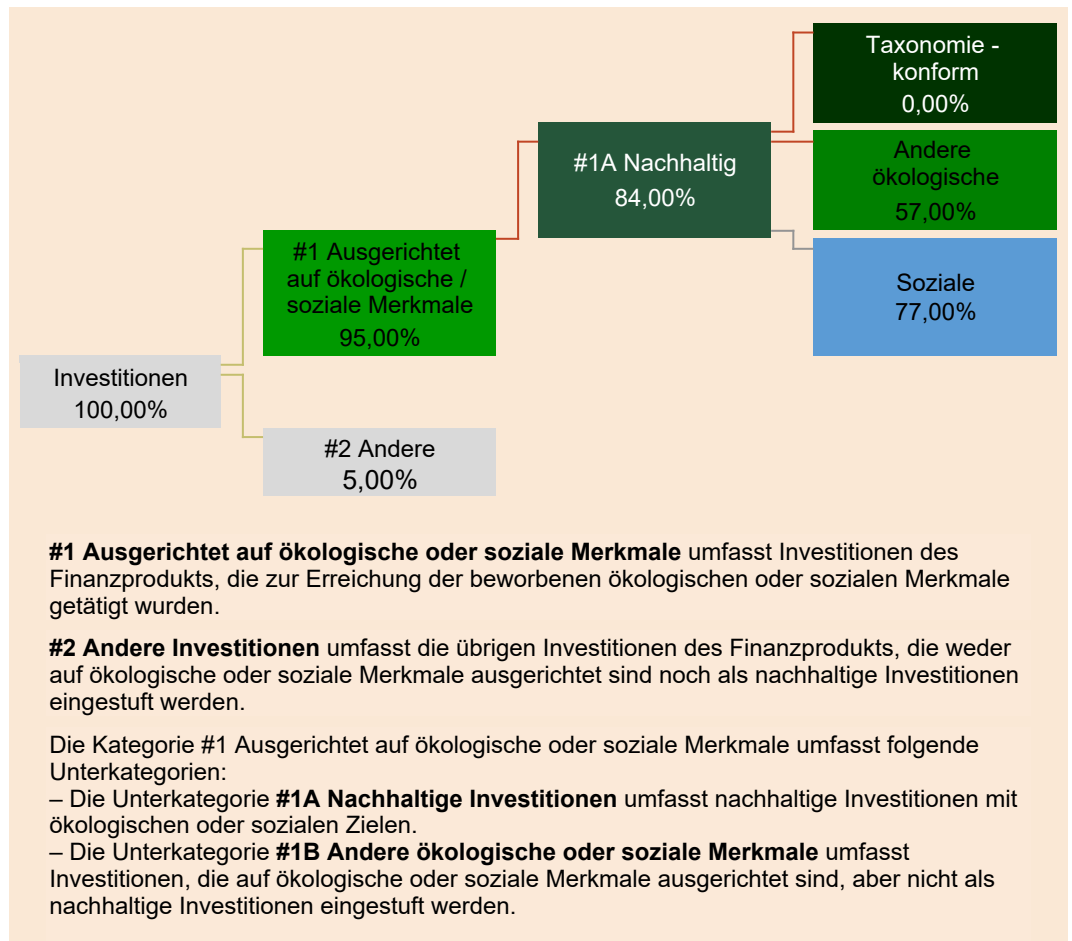 Taxonomie -
konform
0,00%
Andere
ökologische
57,00%
#1A Nachhaltig
84,00%
Soziale
77,00%
#1 Ausgerichtet
auf ökologische /
soziale Merkmale
95,00%
Investitionen
100,00%
#2 Andere
5,00%
#1 Ausgerichtet auf ökologische oder soziale Merkmale umfasst Investitionen des
Finanzprodukts, die zur Erreichung der beworbenen ökologischen oder sozialen Merkmale
getätigt wurden.
#2 Andere Investitionen umfasst die übrigen Investitionen des Finanzprodukts, die weder
auf ökologische oder soziale Merkmale ausgerichtet sind noch als nachhaltige Investitionen
eingestuft werden.
Die Kategorie #1 Ausgerichtet auf ökologische oder soziale Merkmale umfasst folgende
Unterkategorien:
– Die Unterkategorie #1A Nachhaltige Investitionen umfasst nachhaltige Investitionen mit
ökologischen oder sozialen Zielen.
– Die Unterkategorie #1B Andere ökologische oder soziale Merkmale umfasst
Investitionen, die auf ökologische oder soziale Merkmale ausgerichtet sind, aber nicht als
nachhaltige Investitionen eingestuft werden.